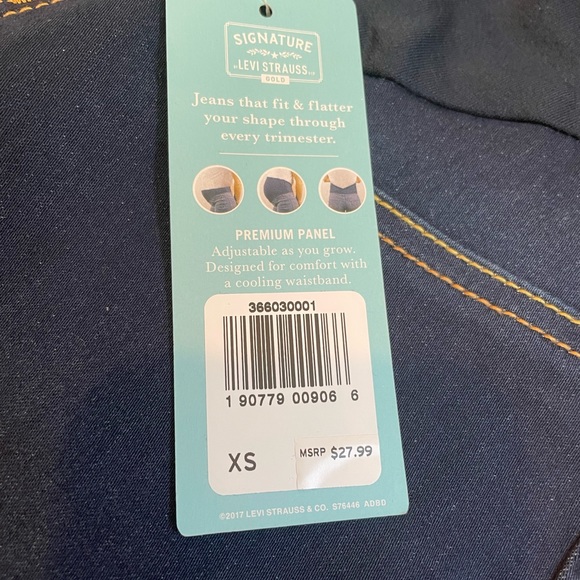 SIGNATURE
BY LEVI STRAUSS & CO.
GOLD
Jeans that fit & flatter
your shape through
every trimester.
PREMIUM PANEL
Adjustable as you grow.
Designed for comfort with
a cooling waistband.
366030001
1 90779 00906 6
XS
MSRP $27.99
©2017 LEVI STRAUSS & CO. S76446 ADBD